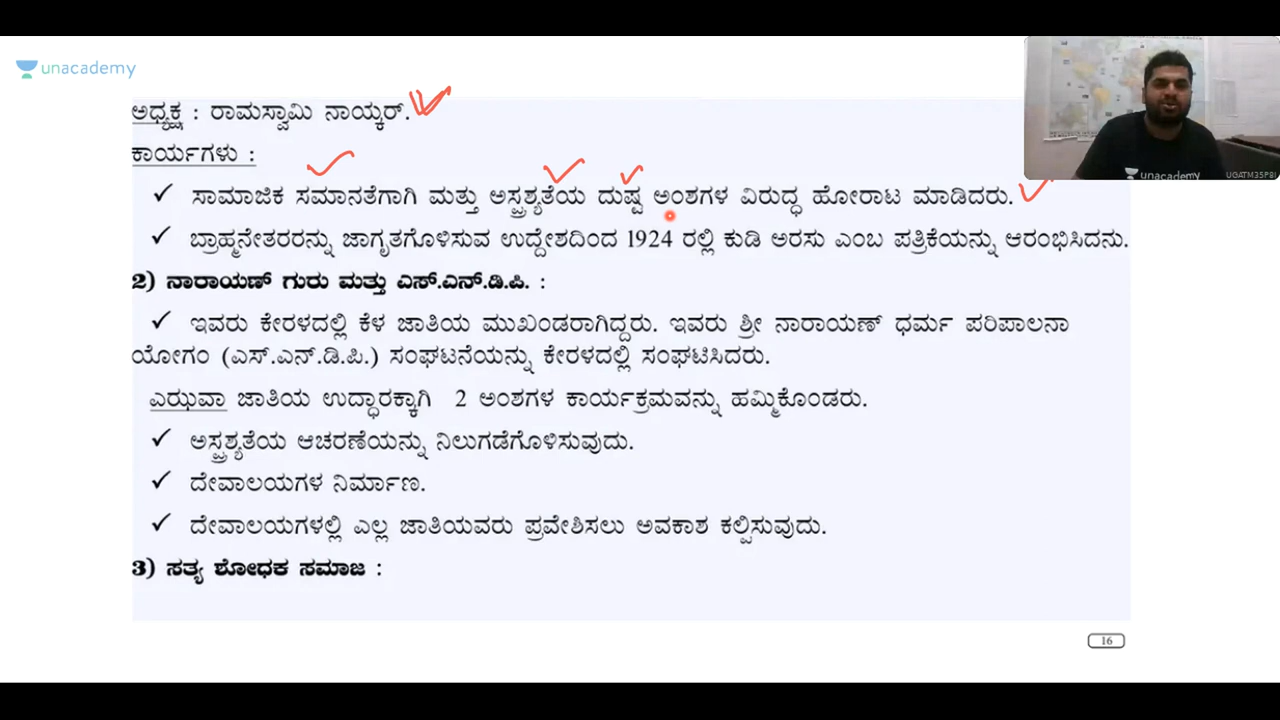 unacademy
ಅಧ್ಯಕ್ಷ : ರಾಮಸ್ವಾಮಿ ನಾಯ್ಕರ್.
ಕಾರ್ಯಗಳು :
✓ ಸಾಮಾಜಿಕ ಸಮಾನತೆಗಾಗಿ ಮತ್ತು ಅಸ್ಪೃಶ್ಯತೆಯ ದುಷ್ಟ ಅಂಶಗಳ ವಿರುದ್ಧ ಹೋರಾಟ ಮಾಡಿದರು.
✓ ಬ್ರಾಹ್ಮನೇತರರನ್ನು ಜಾಗೃತಗೊಳಿಸುವ ಉದ್ದೇಶದಿಂದ 1924 ರಲ್ಲಿ ಕುಡಿ ಅರಸು ಎಂಬ ಪತ್ರಿಕೆಯನ್ನು ಆರಂಭಿಸಿದನು.
2) ನಾರಾಯಣ್ ಗುರು ಮತ್ತು ಎಸ್.ಎನ್.ಡಿ.ಪಿ. :
✓ ಇವರು ಕೇರಳದಲ್ಲಿ ಕೆಳ ಜಾತಿಯ ಮುಖಂಡರಾಗಿದ್ದರು. ಇವರು ಶ್ರೀ ನಾರಾಯಣ್ ಧರ್ಮ ಪರಿಪಾಲನಾ
ಯೋಗಂ (ಎಸ್.ಎನ್.ಡಿ.ಪಿ.) ಸಂಘಟನೆಯನ್ನು ಕೇರಳದಲ್ಲಿ ಸಂಘಟಿಸಿದರು.
ಎಝುವಾ ಜಾತಿಯ ಉದ್ಧಾರಕ್ಕಾಗಿ 2 ಅಂಶಗಳ ಕಾರ್ಯಕ್ರಮವನ್ನು ಹಮ್ಮಿಕೊಂಡರು.
✓ ಅಸ್ಪೃಶ್ಯತೆಯ ಆಚರಣೆಯನ್ನು ನಿಲುಗಡೆಗೊಳಿಸುವುದು.
✓ ದೇವಾಲಯಗಳ ನಿರ್ಮಾಣ.
✓ ದೇವಾಲಯಗಳಲ್ಲಿ ಎಲ್ಲ ಜಾತಿಯವರು ಪ್ರವೇಶಿಸಲು ಅವಕಾಶ ಕಲ್ಪಿಸುವುದು.
3) ಸತ್ಯ ಶೋಧಕ ಸಮಾಜ :
16
unacademy
UGATM35P8I